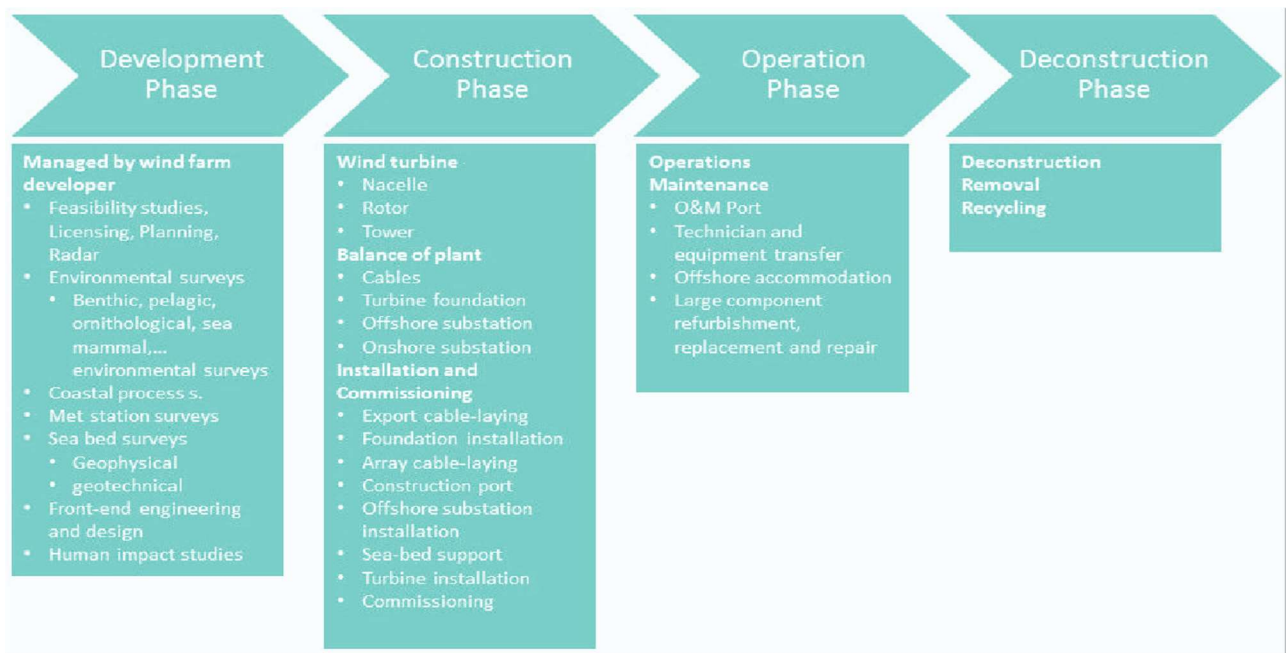 Development
Phase
Construction
Phase
Operation
Phase
Deconstruction
Phase
Managed by wind farm
developer
• Feasibility studies,
Licensing, Planning,
Radar
• Environmental surveys
• Benthic, pelagic,
ornithological, sea
mammal,...
environmental surveys
• Coastal process s.
• Met station surveys
• Sea bed surveys
• Geophysical
• geotechnical
• Front-end engineering
and design
• Human impact studies
Wind turbine
• Nacelle
• Rotor
• Tower
Balance of plant
• Cables
• Turbine foundation
• Offshore substation
• Onshore substation
Installation and
Commissioning
• Export cable-laying
• Foundation installation
• Array cable-laying
• Construction port
• Offshore substation
installation
• Sea-bed support
• Turbine installation
• Commissioning
Operations
Maintenance
• O&M Port
• Technician and
equipment transfer
• Offshore accommodation
• Large component
refurbishment,
replacement and repair
Deconstruction
Removal
Recycling